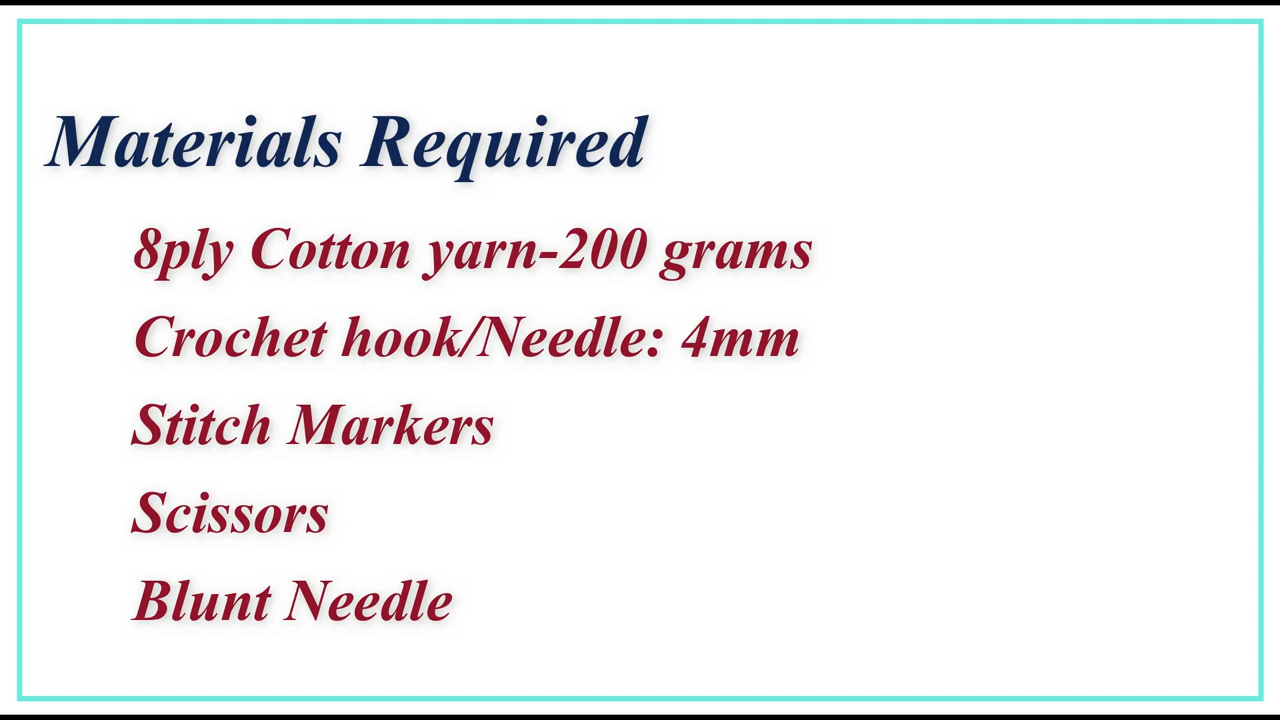 Materials Required
8ply Cotton yarn-200 grams
Crochet hook/Needle: 4mm
Stitch Markers
Scissors
Blunt Needle